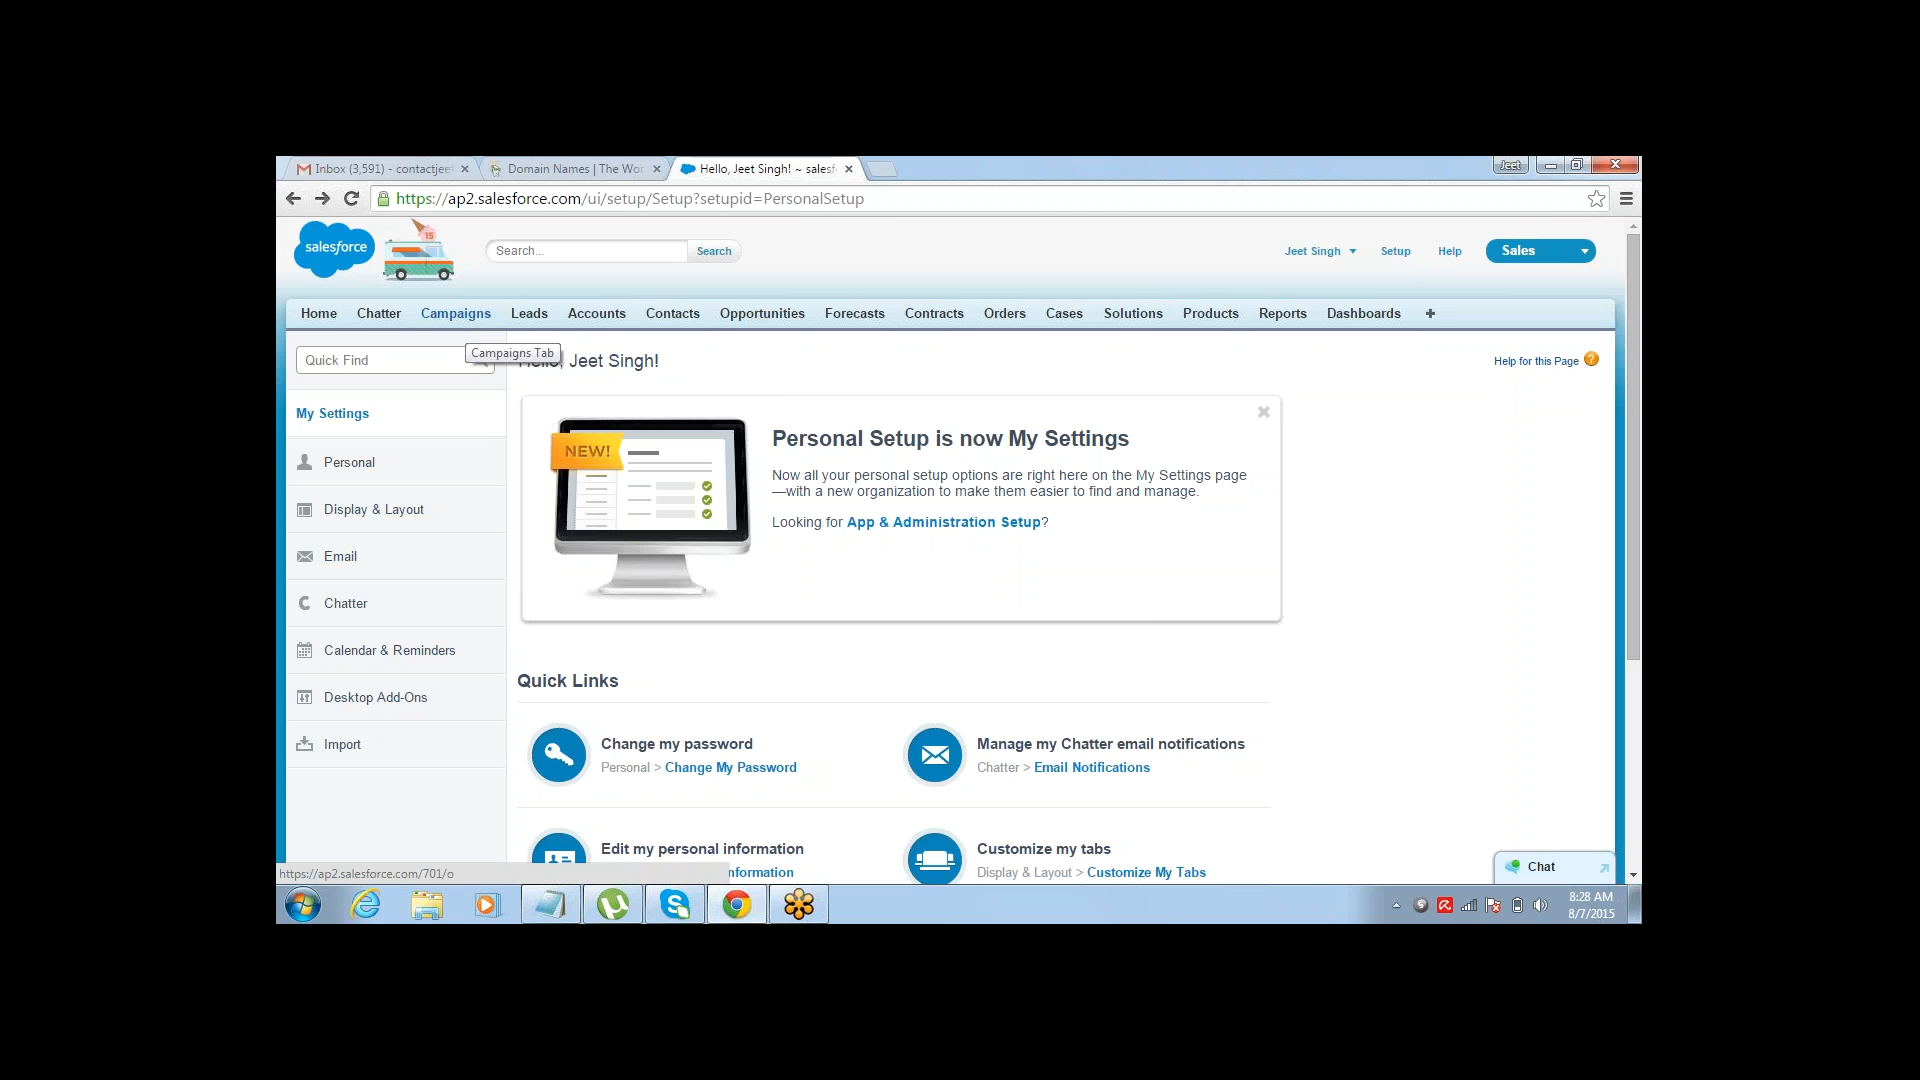 Inbox (3,591) - contactjeet
Domain Names | The Wor
Hello, Jeet Singh! ~ salesf
Jeet
https://ap2.salesforce.com/ui/setup/Setup?setupid=PersonalSetup
salesforce
15
Search...
Search
Jeet Singh
Setup
Help
Sales
Home
Chatter
Campaigns
Leads
Accounts
Contacts
Opportunities
Forecasts
Contracts
Orders
Cases
Solutions
Products
Reports
Dashboards
Quick Find
Campaigns Tab
Hello, Jeet Singh!
Help for this Page
My Settings
Personal
Display & Layout
Email
Chatter
Calendar & Reminders
Desktop Add-Ons
Import
NEW!
Personal Setup is now My Settings
Now all your personal setup options are right here on the My Settings page
—with a new organization to make them easier to find and manage.
Looking for App & Administration Setup?
Quick Links
Change my password
Personal > Change My Password
Manage my Chatter email notifications
Chatter > Email Notifications
Edit my personal information
nformation
Customize my tabs
Display & Layout > Customize My Tabs
Chat
https://ap2.salesforce.com/701/o
8:28 AM
8/7/2015